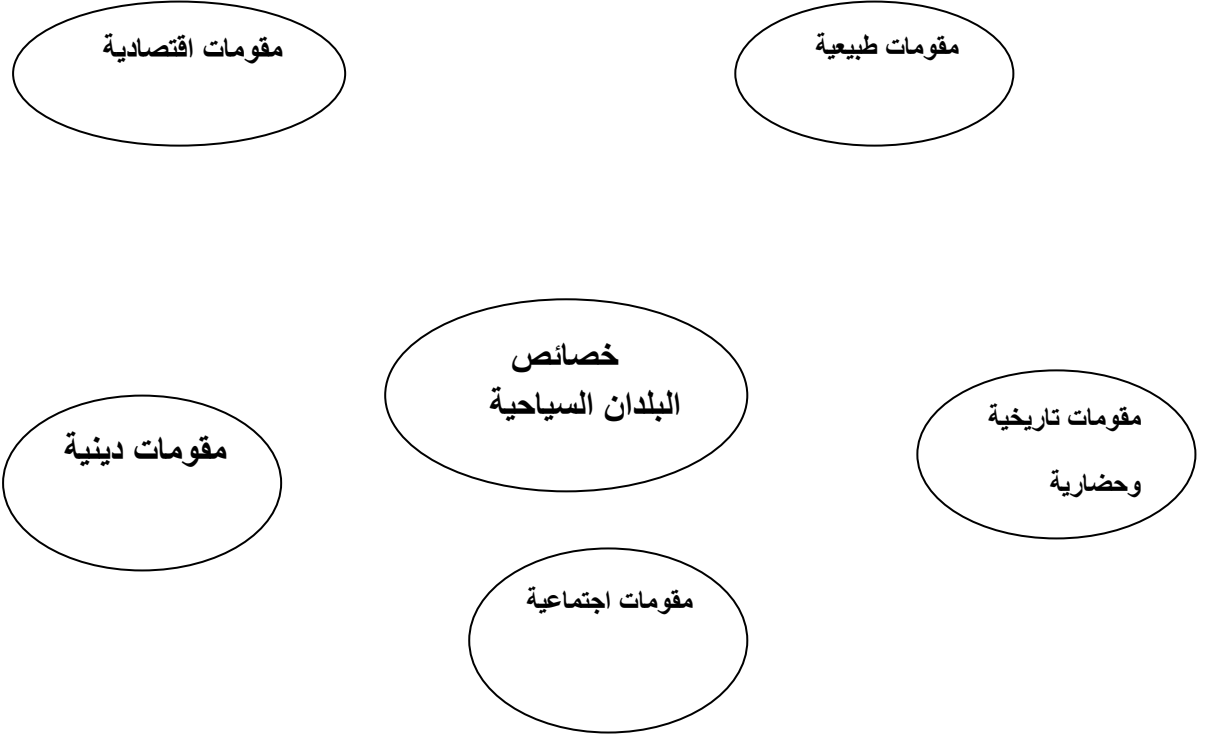 مقومات طبيعية
مقومات اقتصادية
خصائص
البلدان السياحية
مقومات تاريخية
وحضارية
مقومات دينية
مقومات اجتماعية